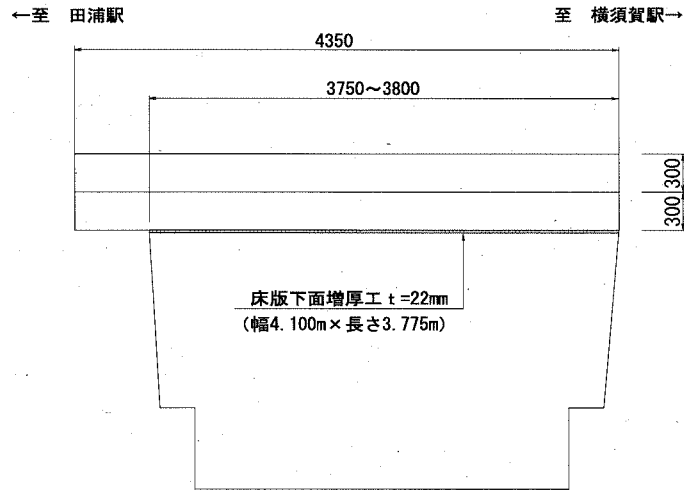 ←至 田浦駅
至 横須賀駅→
4350
3750～3800
300
300
床版下面増厚工 t=22mm
(幅4.100m×長さ3.775m)